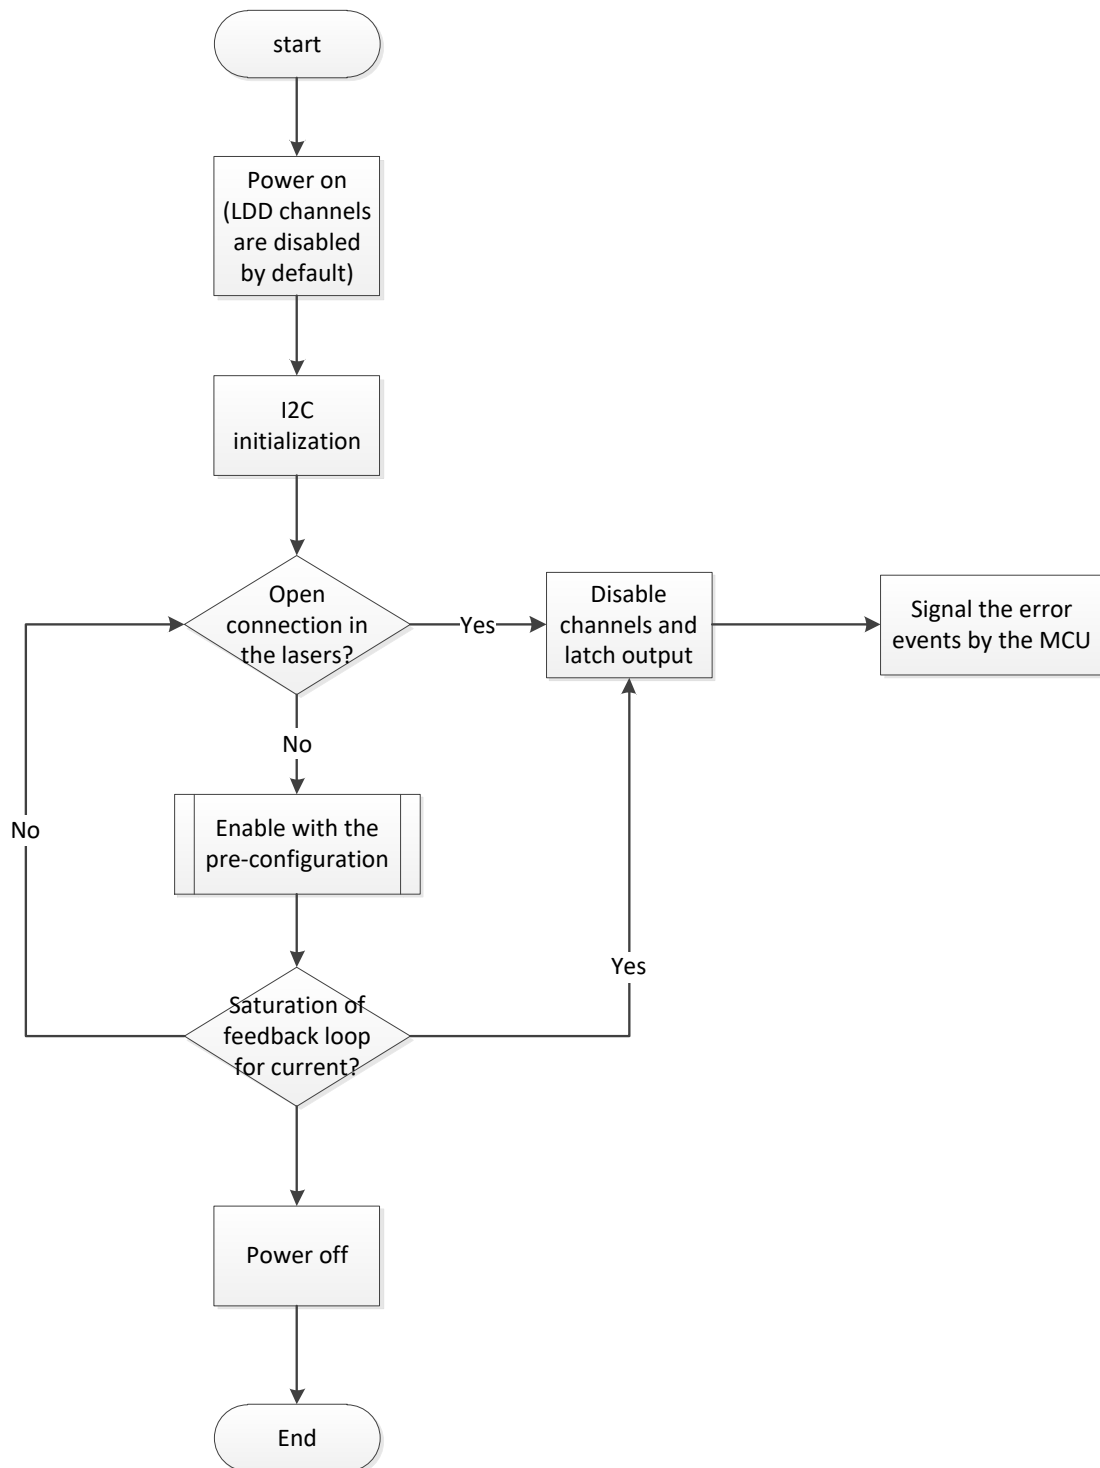 start
Power on
(LDD channels
are disabled
by default)
I2C
initialization
Open
connection in
the lasers?
Yes
Disable
channels and
latch output
Signal the error
events by the MCU
No
Enable with the
pre-configuration
No
Saturation of
feedback loop
for current?
Yes
Power off
End